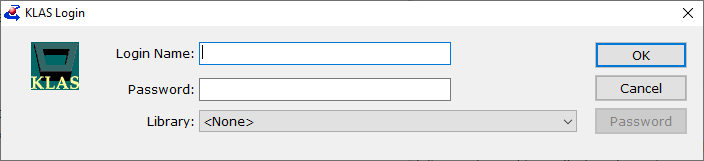 KLAS Login
Login Name:
OK
KLAS
Password:
Cancel
Library: <None>
Password